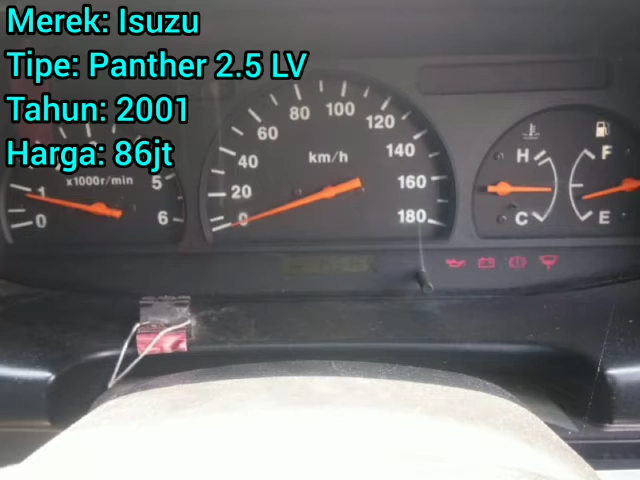 Merek: Isuzu
Tipe: Panther 2.5 LV
Tahun: 2001
Harga: 86jt
0
1
x1000r/min
5
6
0
20
40
60
80
100
120
140
160
180
km/h
H
C
F
E